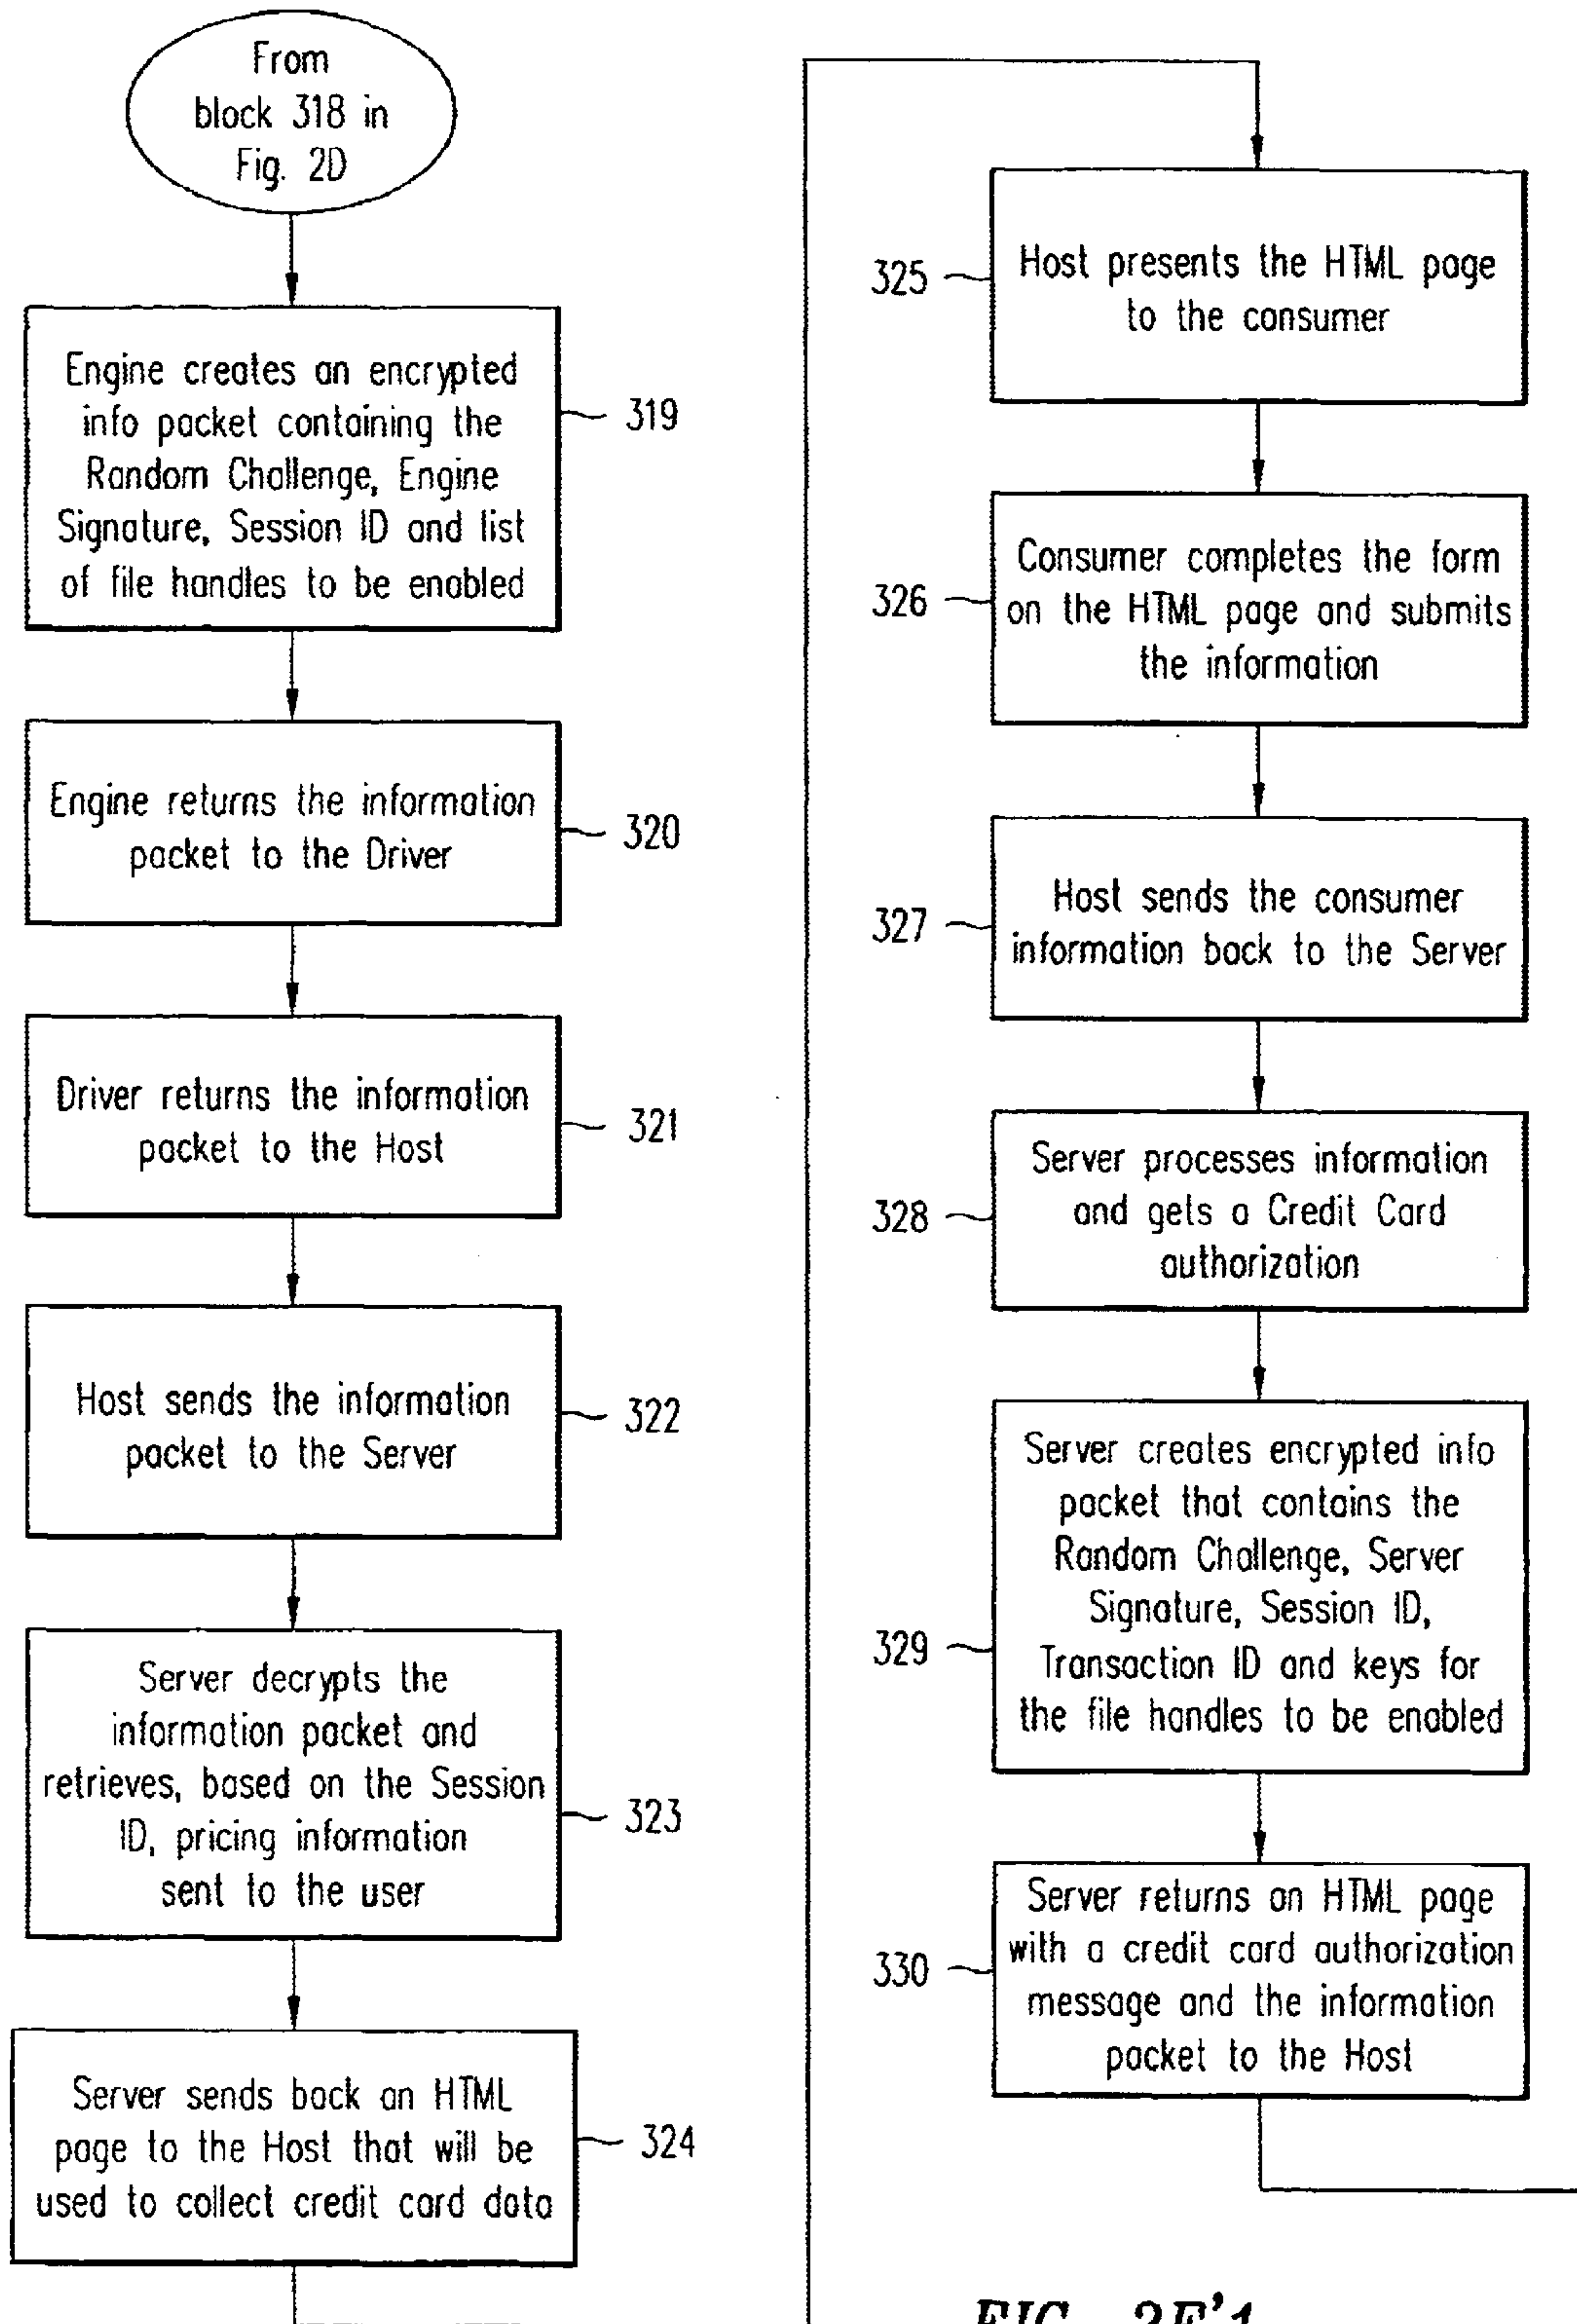 From
block 318 in
Fig. 2D
Engine creates an encrypted
info packet containing the
Random Challenge, Engine
Signature, Session ID and list
of file handles to be enabled
319
Engine returns the information
packet to the Driver
320
Driver returns the information
packet to the Host
321
Host sends the information
packet to the Server
322
Server decrypts the
information packet and
retrieves, based on the Session
ID, pricing information
sent to the user
323
Server sends back an HTML
page to the Host that will be
used to collect credit card data
324
325
Host presents the HTML page
to the consumer
326
Consumer completes the form
on the HTML page and submits
the information
327
Host sends the consumer
information back to the Server
328
Server processes information
and gets a Credit Card
authorization
329
Server creates encrypted info
packet that contains the
Random Challenge, Server
Signature, Session ID,
Transaction ID and keys for
the file handles to be enabled
330
Server returns an HTML page
with a credit card authorization
message and the information
packet to the Host
FIG.